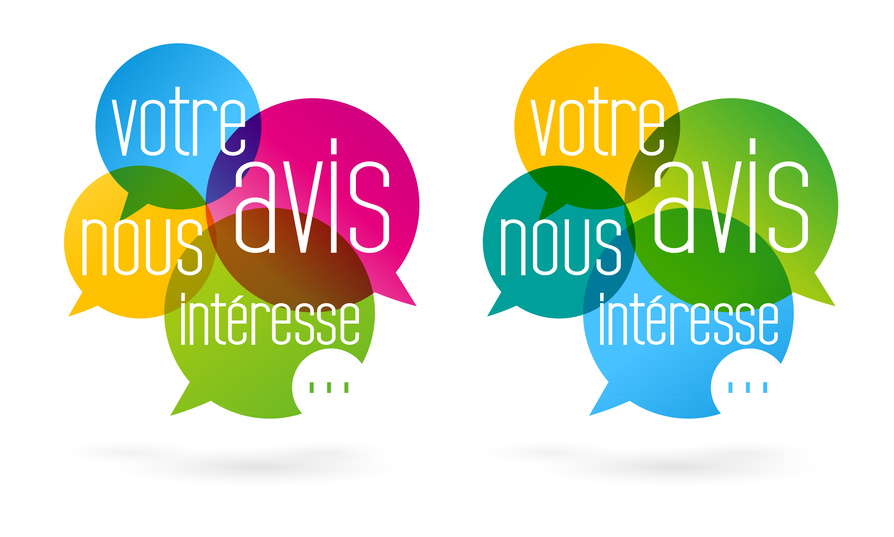 votre
avis
nous
intéresse
...
votre
avis
nous
intéresse
...